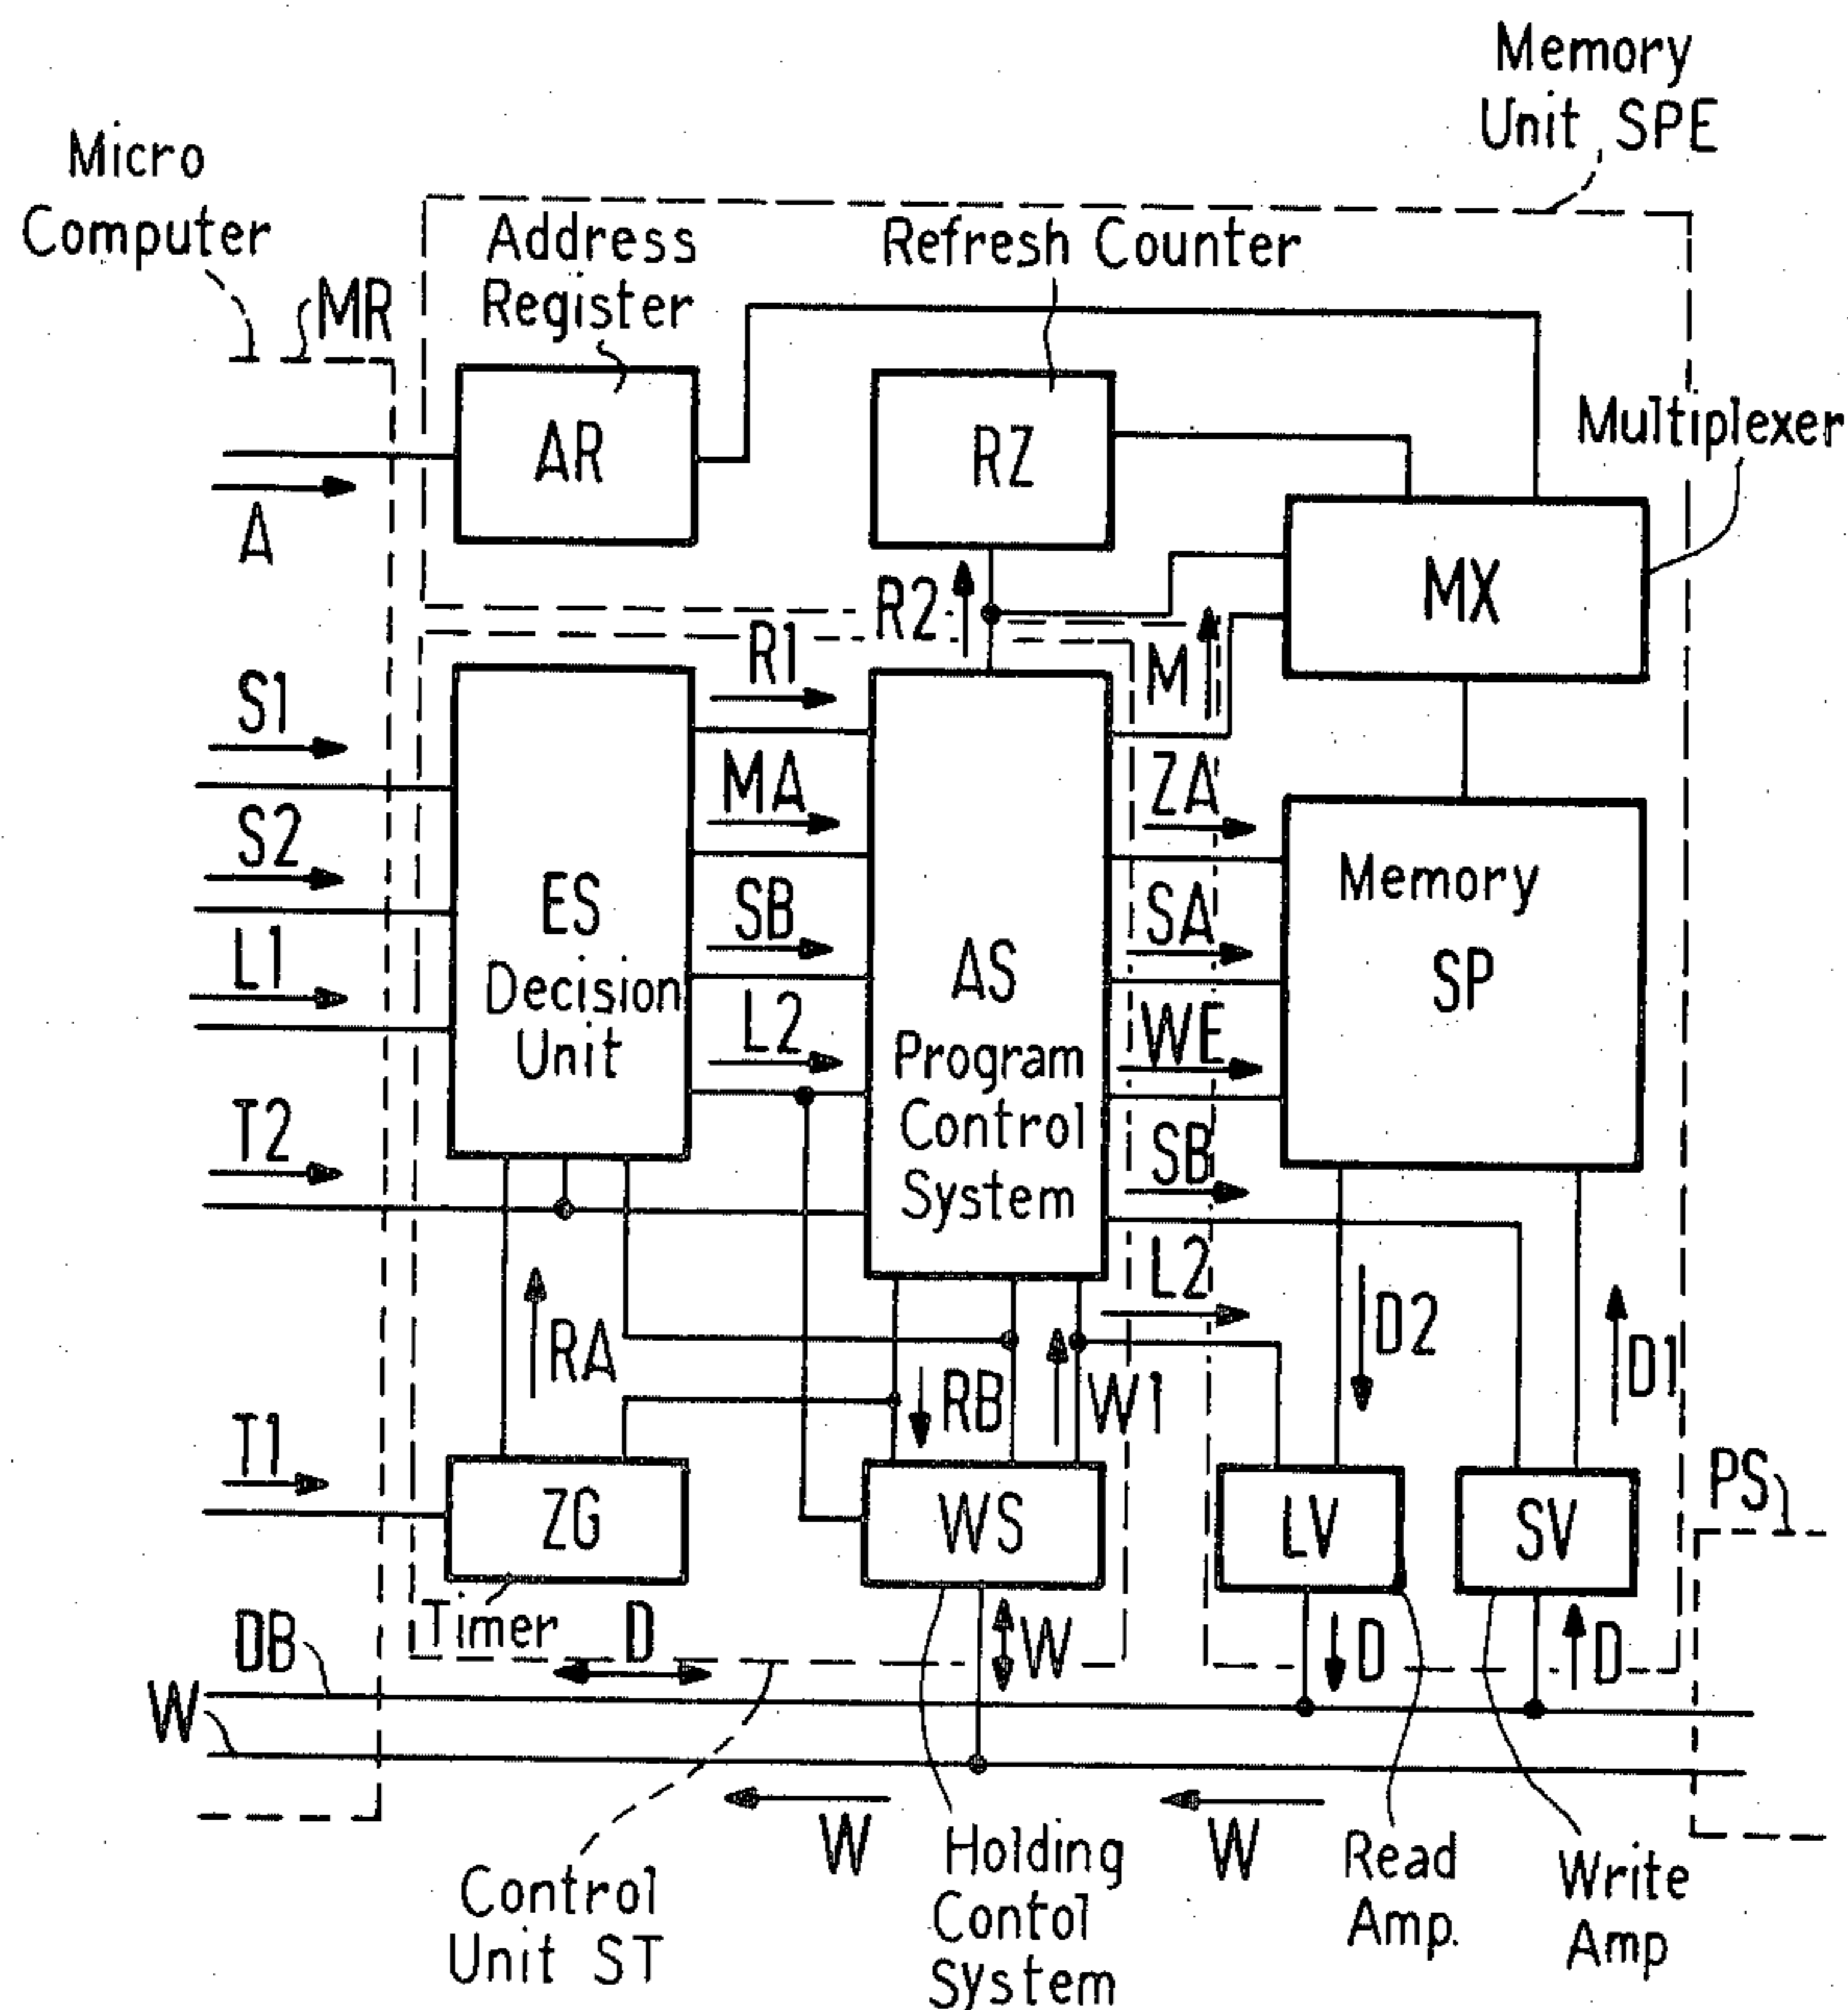 Memory
Unit SPE
Micro
Computer
MR
Address
Register
Refresh Counter
Multiplexer
AR
RZ
MX
A
R2
R1
M
S1
MA
ZA
S2
SB
SA
L1
L2
WE
ES
Decision
Unit
AS
Program
Control
System
Memory
SP
T2
SB
L2
RA
RB
W1
D2
D1
T1
ZG
WS
LV
SV
PS
Timer
D
W
D
D
DB
W
W
W
Control
Unit ST
Holding
Contol
System
Read
Amp.
Write
Amp